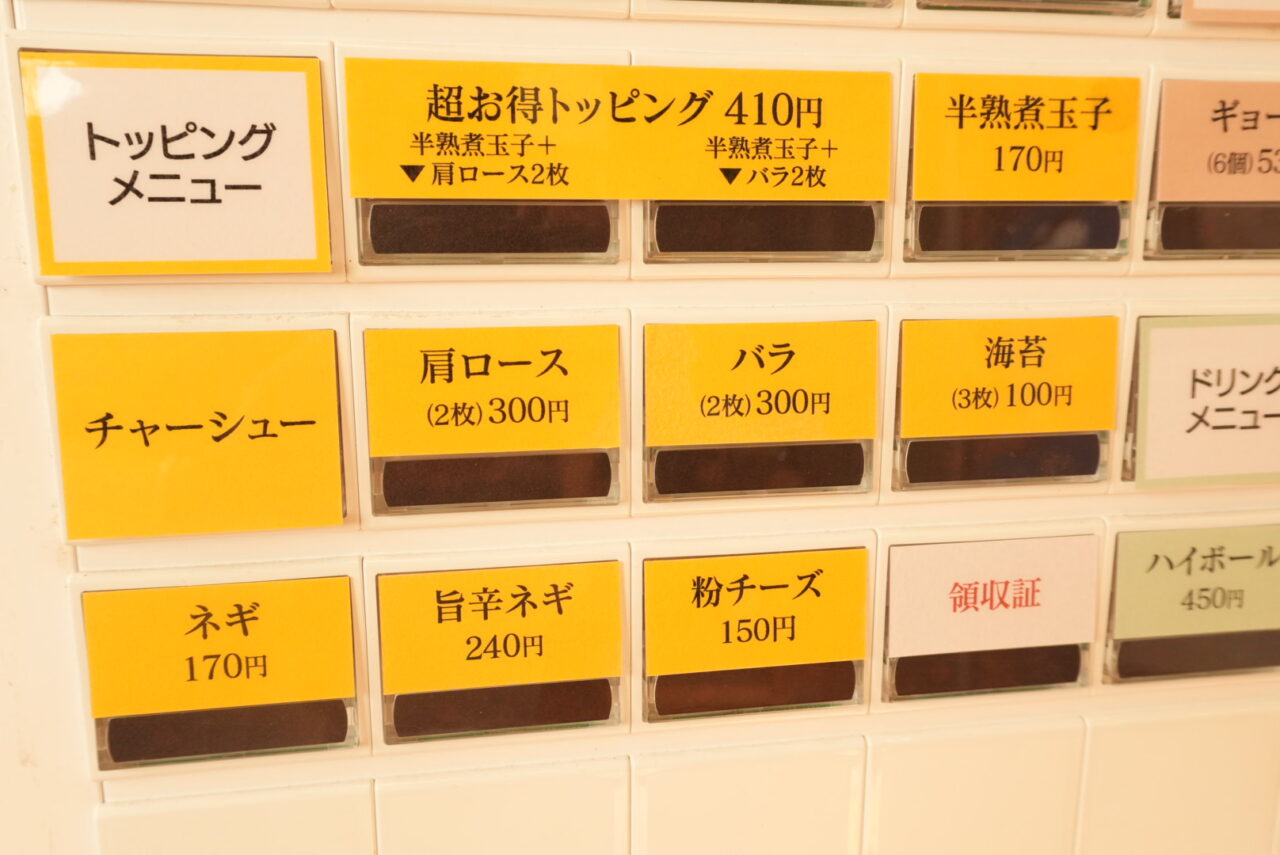 トッピング
メニュー
超お得トッピング 410円
半熟煮玉子+
▼肩ロース2枚
半熟煮玉子+
▼バラ2枚
半熟煮玉子
170円
ギョー
(6個)53
チャーシュー
肩ロース
(2枚)300円
バラ
(2枚)300円
海苔
(3枚)100円
ドリンク
メニュー
ネギ
170円
旨辛ネギ
240円
粉チーズ
150円
領収証
ハイボール
450円